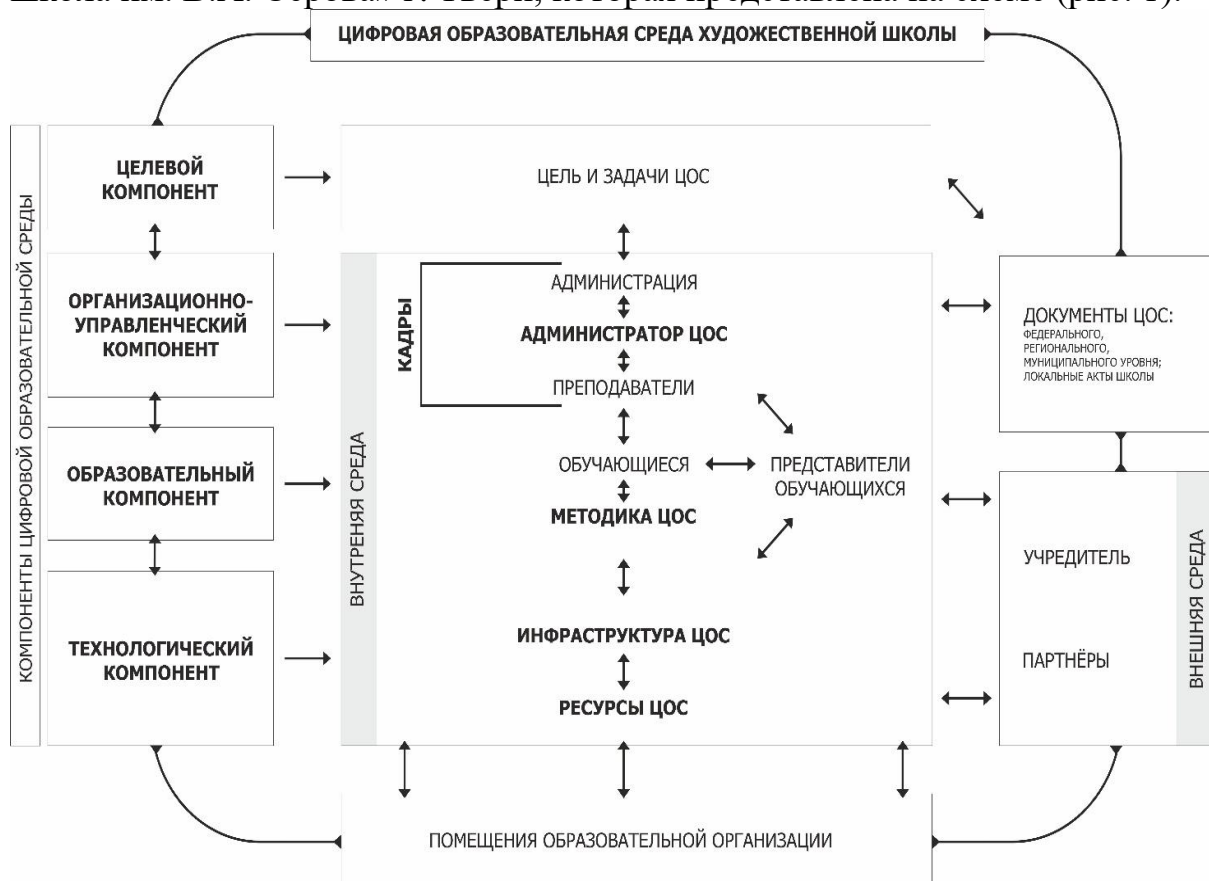 ЦИФРОВАЯ ОБРАЗОВАТЕЛЬНАЯ СРЕДА ХУДОЖЕСТВЕННОЙ ШКОЛЫ
КОМПОНЕНТЫ ЦИФРОВОЙ ОБРАЗОВАТЕЛЬНОЙ СРЕДЫ
ЦЕЛЕВОЙ
КОМПОНЕНТ
ОРГАНИЗАЦИОННО-
УПРАВЛЕНЧЕСКИЙ
КОМПОНЕНТ
ОБРАЗОВАТЕЛЬНЫЙ
КОМПОНЕНТ
ТЕХНОЛОГИЧЕСКИЙ
КОМПОНЕНТ
ЦЕЛЬ И ЗАДАЧИ ЦОС
ВНУТРЕНЯЯ СРЕДА
КАДРЫ
АДМИНИСТРАЦИЯ
АДМИНИСТРАТОР ЦОС
ПРЕПОДАВАТЕЛИ
ОБУЧАЮЩИЕСЯ
ПРЕДСТАВИТЕЛИ
ОБУЧАЮЩИХСЯ
МЕТОДИКА ЦОС
ИНФРАСТРУКТУРА ЦОС
РЕСУРСЫ ЦОС
ДОКУМЕНТЫ ЦОС:
ФЕДЕРАЛЬНОГО,
РЕГИОНАЛЬНОГО,
МУНИЦИПАЛЬНОГО УРОВНЯ;
ЛОКАЛЬНЫЕ АКТЫ ШКОЛЫ
УЧРЕДИТЕЛЬ
ПАРТНЁРЫ
ВНЕШНЯЯ СРЕДА
ПОМЕЩЕНИЯ ОБРАЗОВАТЕЛЬНОЙ ОРГАНИЗАЦИИ